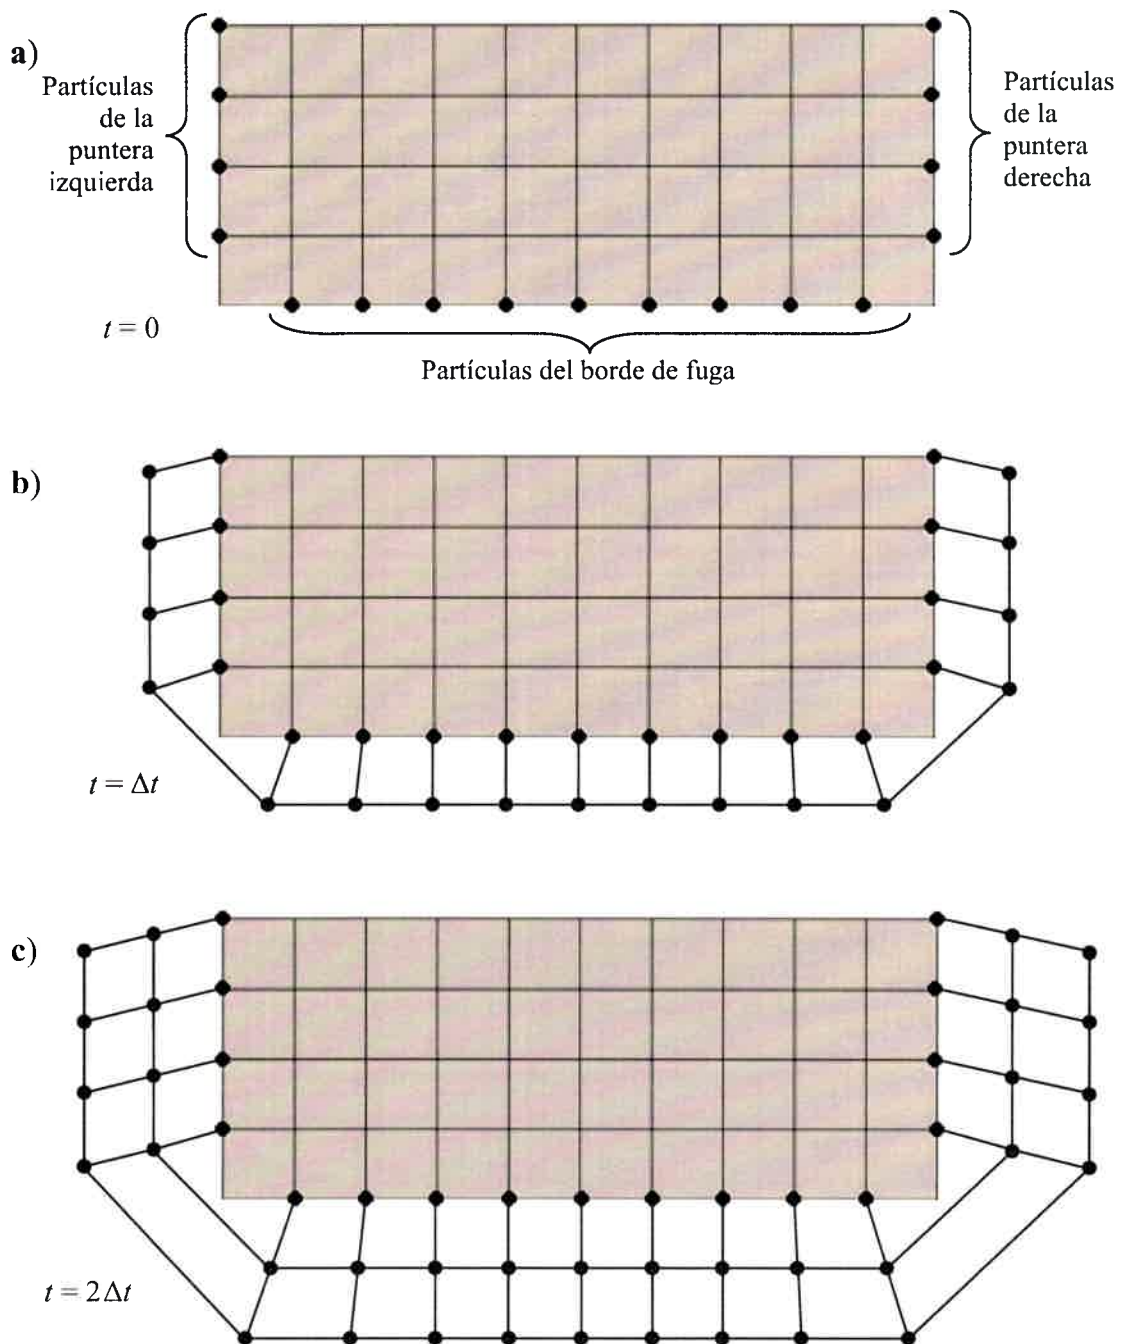 a)
Partículas
de la
puntera
izquierda
Partículas
de la
puntera
derecha
t = 0
Partículas del borde de fuga
b)
t = Δt
c)
t = 2Δt